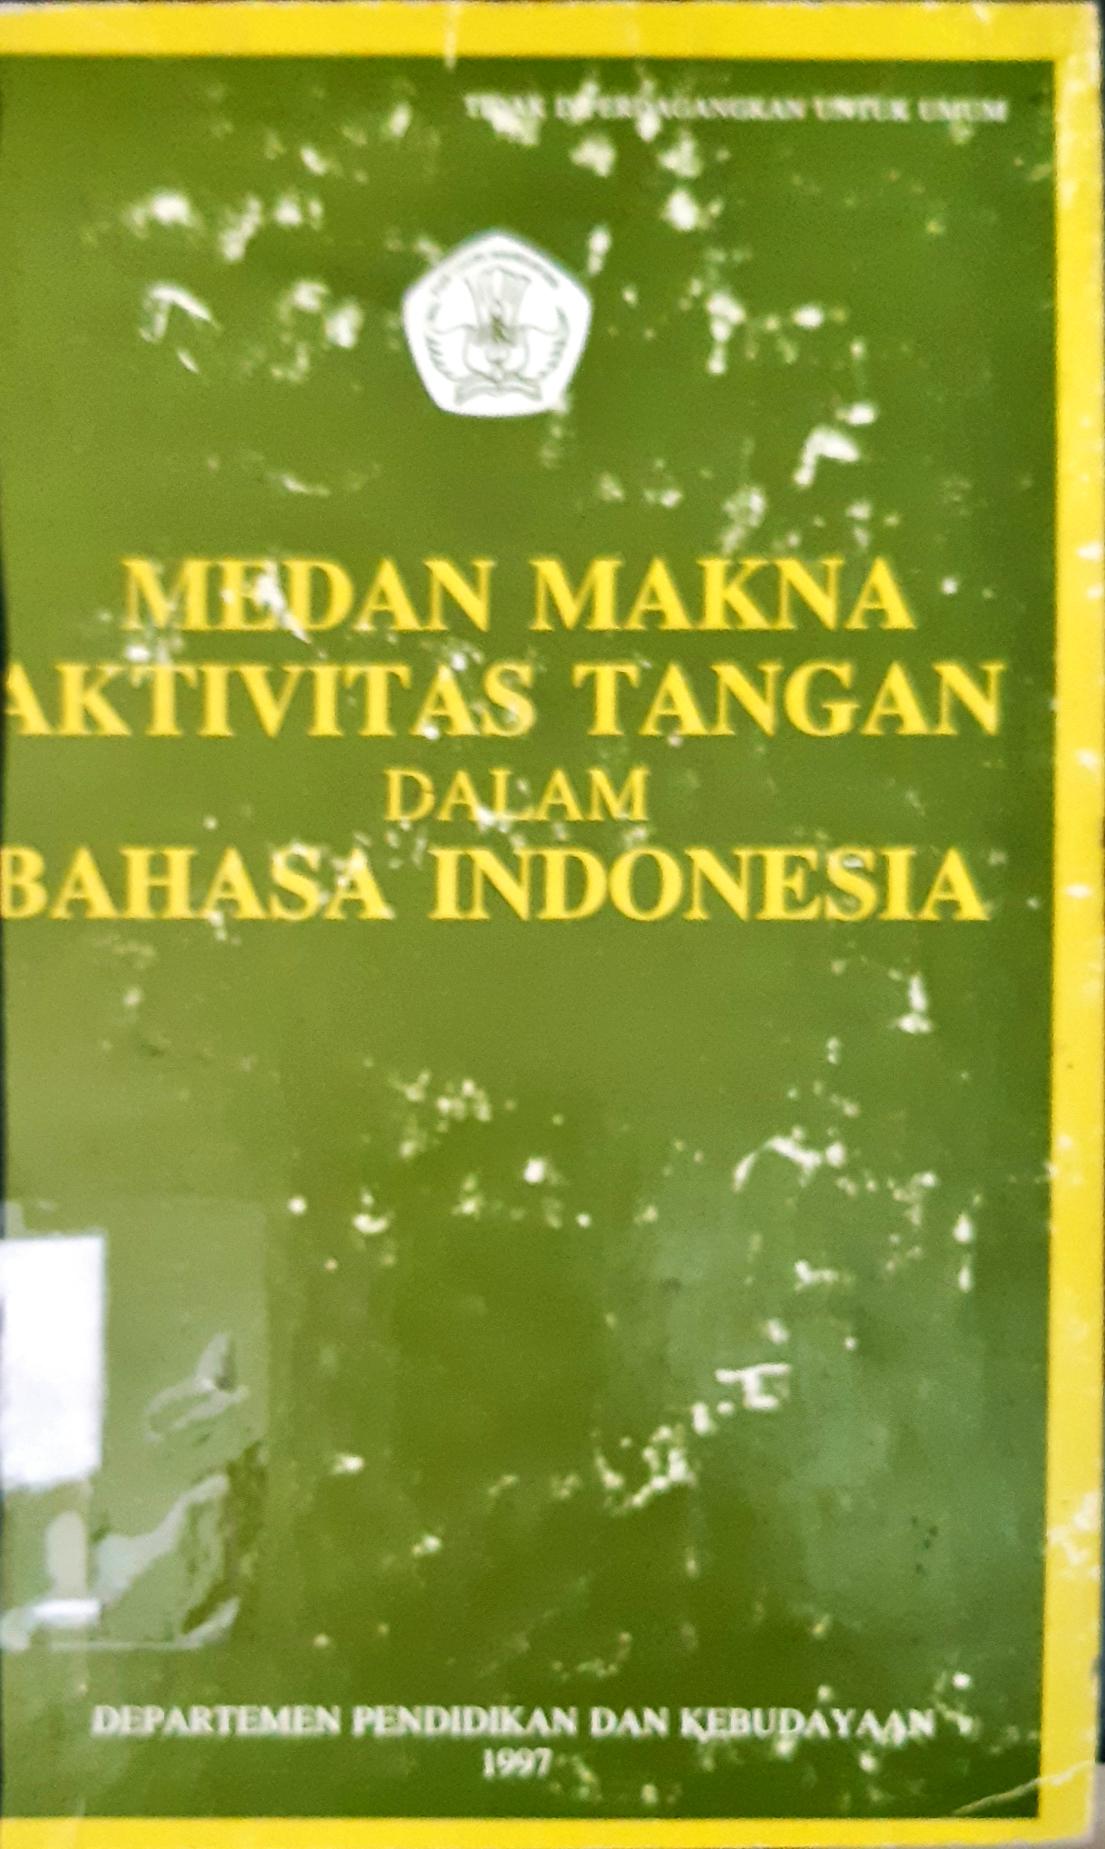 TIDAK DIPERDAGANGKAN UNTUK UMUM
MEDAN MAKNA
AKTIVITAS TANGAN
DALAM
BAHASA INDONESIA
DEPARTEMEN PENDIDIKAN DAN KEBUDAYAAN
1997